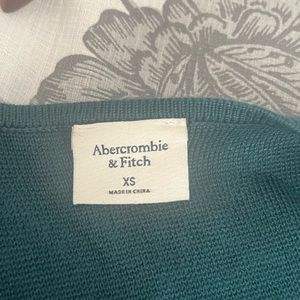 Abercrombie
& Fitch
XS
MADE IN CHINA